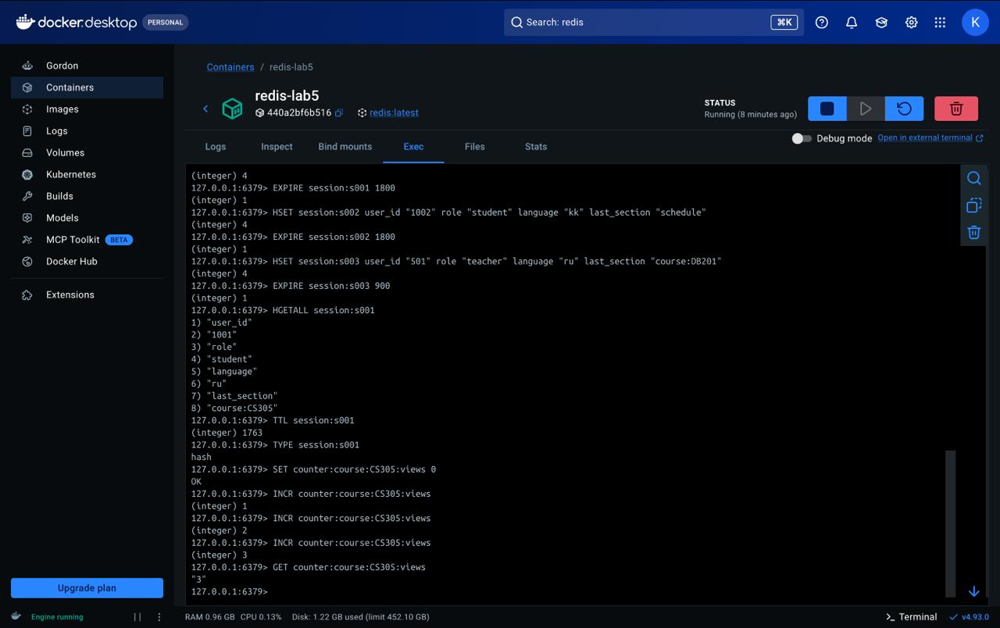 docker.desktop PERSONAL
Search: redis
⌘K
K
Gordon
Containers
Images
Logs
Volumes
Kubernetes
Builds
Models
MCP Toolkit BETA
Docker Hub
Extensions
Upgrade plan
Containers / redis-lab5
redis-lab5
440a2bf6b516 redis:latest
STATUS
Running (8 minutes ago)
Logs Inspect Bind mounts Exec Files Stats
Debug mode Open in external terminal
(integer) 4
127.0.0.1:6379> EXPIRE session:s001 1800
(integer) 1
127.0.0.1:6379> HSET session:s002 user_id "1002" role "student" language "kk" last_section "schedule"
(integer) 4
127.0.0.1:6379> EXPIRE session:s002 1800
(integer) 1
127.0.0.1:6379> HSET session:s003 user_id "501" role "teacher" language "ru" last_section "course:DB201"
(integer) 4
127.0.0.1:6379> EXPIRE session:s003 900
(integer) 1
127.0.0.1:6379> HGETALL session:s001
1) "user_id"
2) "1001"
3) "role"
4) "student"
5) "language"
6) "ru"
7) "last_section"
8) "course:CS305"
127.0.0.1:6379> TTL session:s001
(integer) 1763
127.0.0.1:6379> TYPE session:s001
hash
127.0.0.1:6379> SET counter:course:CS305:views 0
OK
127.0.0.1:6379> INCR counter:course:CS305:views
(integer) 1
127.0.0.1:6379> INCR counter:course:CS305:views
(integer) 2
127.0.0.1:6379> INCR counter:course:CS305:views
(integer) 3
127.0.0.1:6379> GET counter:course:CS305:views
"3"
127.0.0.1:6379>
Engine running
RAM 0.96 GB CPU 0.13% Disk: 1.22 GB used (limit 452.10 GB)
Terminal v4.93.0